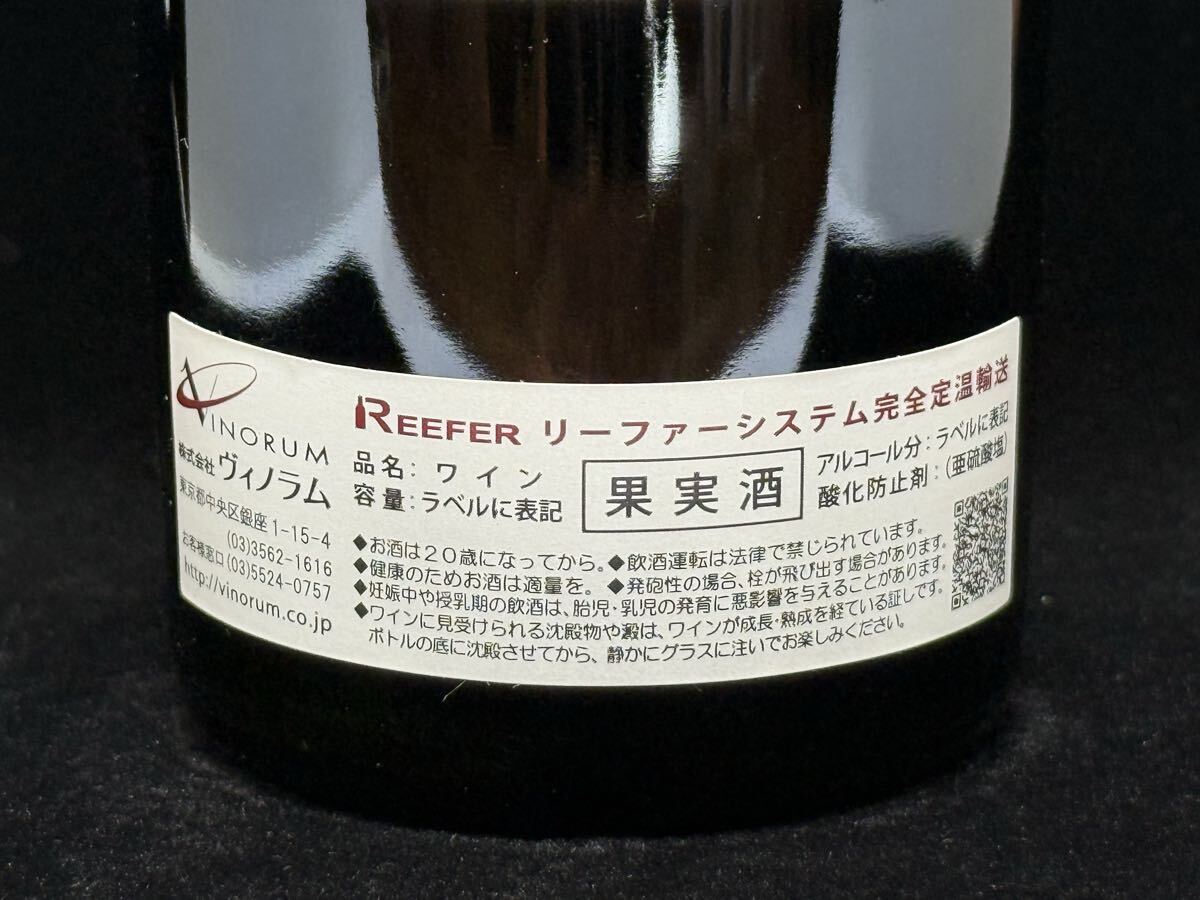 VINORUM
株式会社 ヴィノラム
東京都中央区銀座1-15-4
(03)3562-1616
お客様窓口(03)5524-0757
http://vinorum.co.jp
REEFER リーファーシステム完全定温輸送
品名：ワイン
容量：ラベルに表記
果実酒
アルコール分：ラベルに表記
酸化防止剤：(亜硫酸塩)
◆お酒は20歳になってから。◆飲酒運転は法律で禁じられています。
◆健康のためお酒は適量を。◆発砲性の場合、栓が飛び出す場合があります。
◆妊娠中や授乳期の飲酒は、胎児・乳児の発育に悪影響を与えることがあります。
◆ワインに見受けられる沈殿物や澱は、ワインが成長・熟成を経ている証しです。
ボトルの底に沈殿させてから、静かにグラスに注いでお楽しみください。